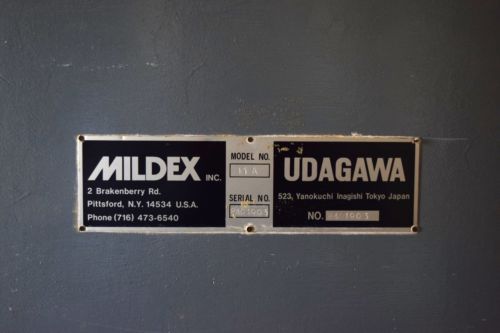 MILDEX INC.
2 Brakenberry Rd.
Pittsford, N.Y. 14534 U.S.A.
Phone (716) 473-6540
MODEL NO.
SERIAL NO.
UDAGAWA
523, Yanokuchi Inagishi Tokyo Japan
NO.